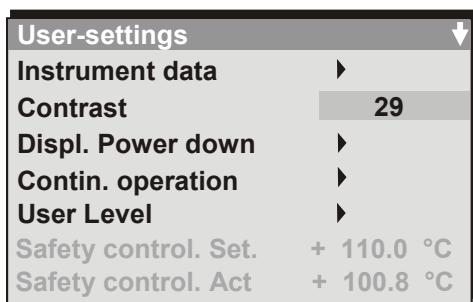 User-settings
Instrument data
Contrast 29
Displ. Power down
Contin. operation
User Level
Safety control. Set. + 110.0 °C
Safety control. Act + 100.8 °C